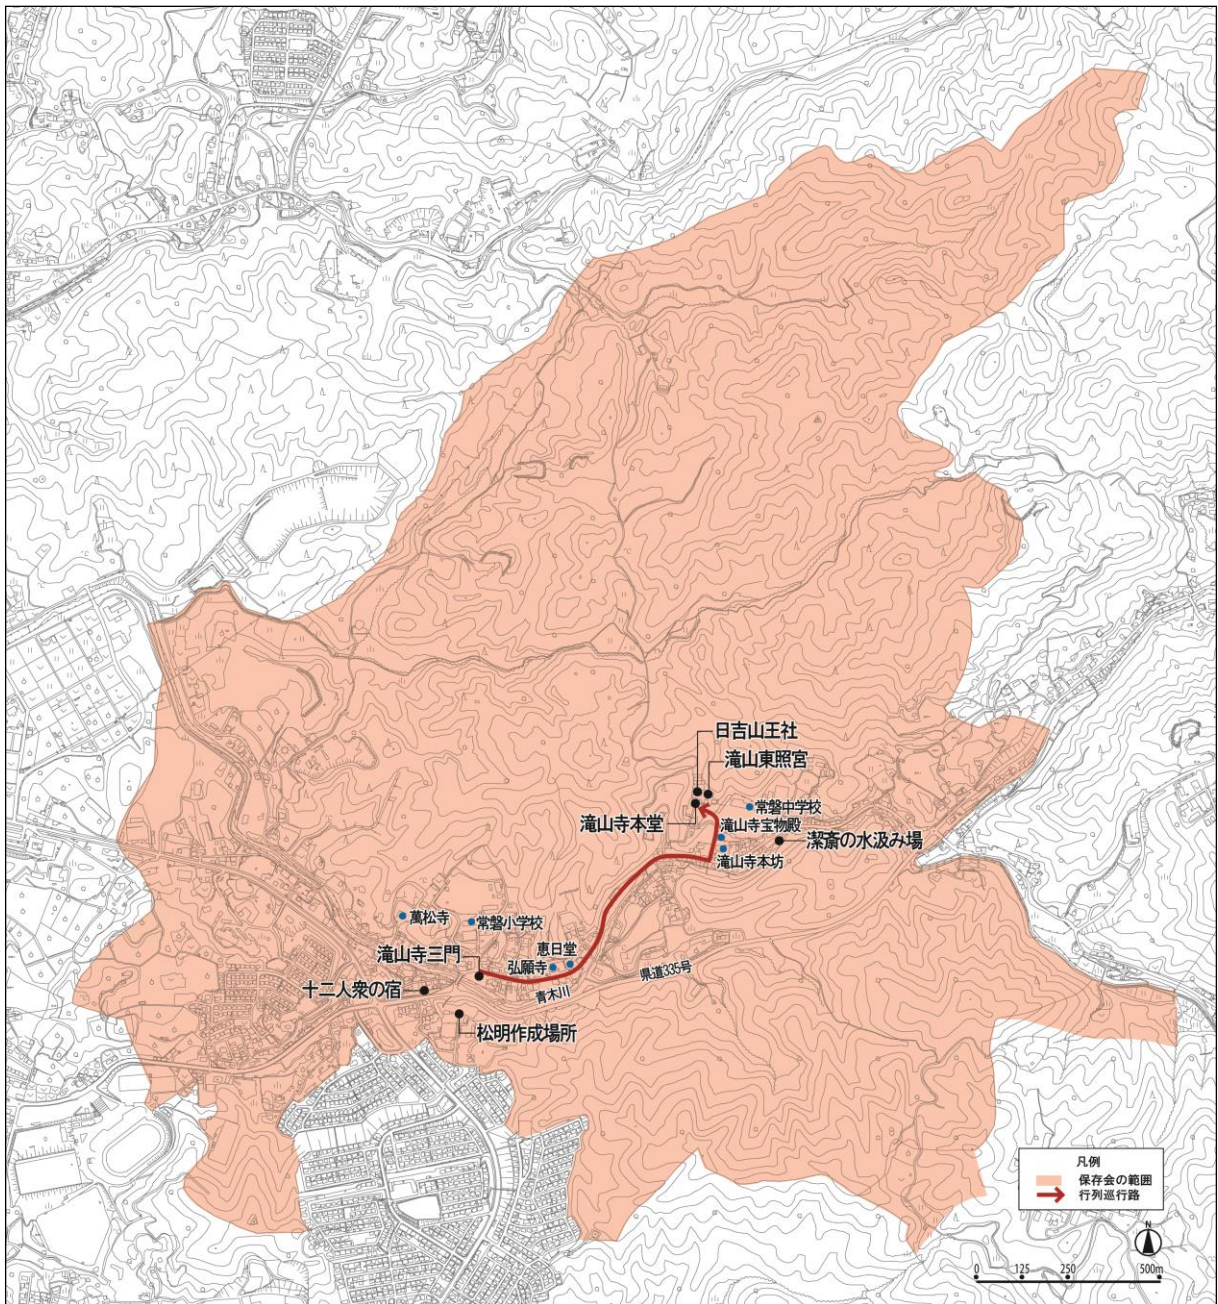 日吉山王社
滝山東照宮
常磐中学校
滝山寺本堂
滝山寺宝物殿
潔斎の水汲み場
滝山寺本坊
萬松寺
常磐小学校
滝山寺三門
恵日堂
弘願寺
県道335号
十二人衆の宿
青木川
松明作成場所
凡例
保存会の範囲
行列巡行路
N
0 125 250 500m